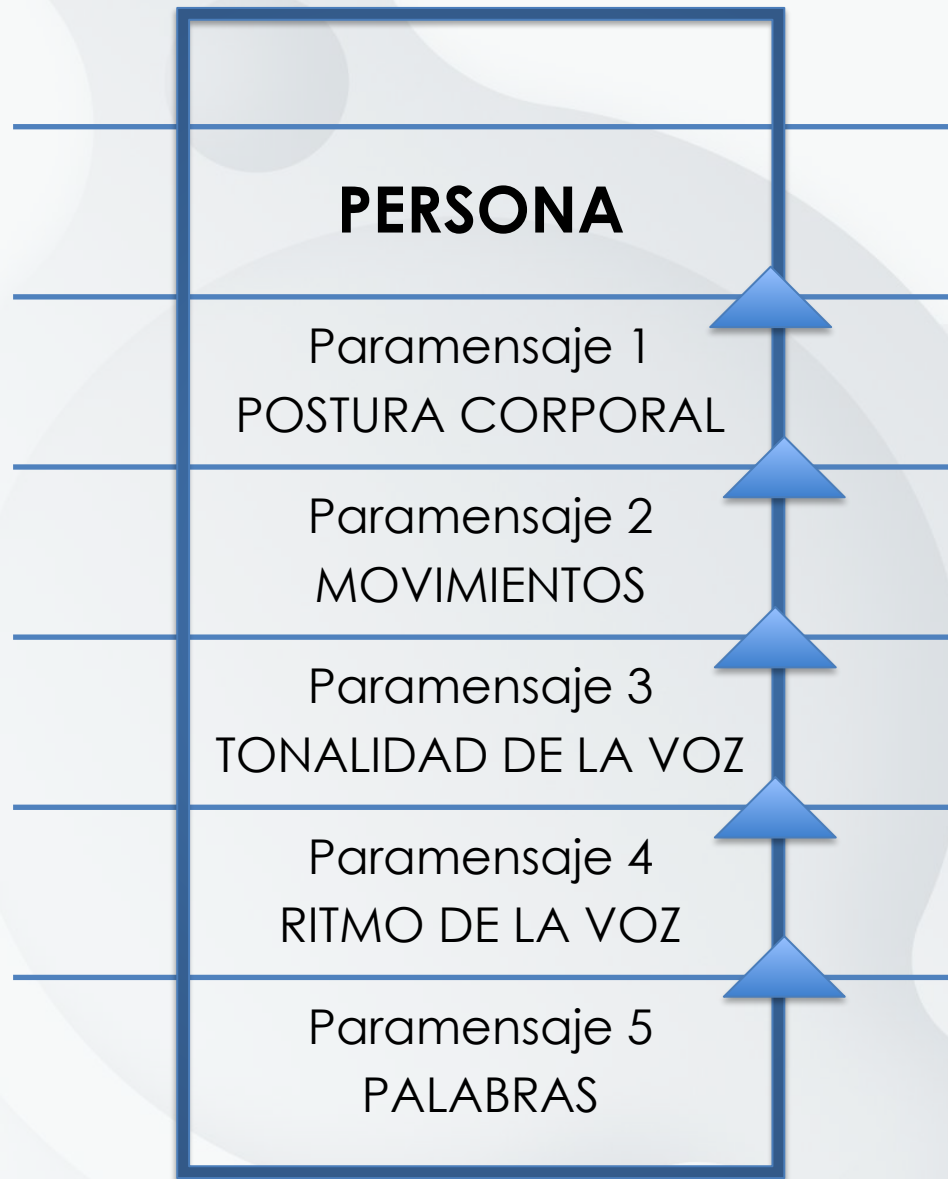 PERSONA
Paramensaje 1
POSTURA CORPORAL
Paramensaje 2
MOVIMIENTOS
Paramensaje 3
TONALIDAD DE LA VOZ
Paramensaje 4
RITMO DE LA VOZ
Paramensaje 5
PALABRAS